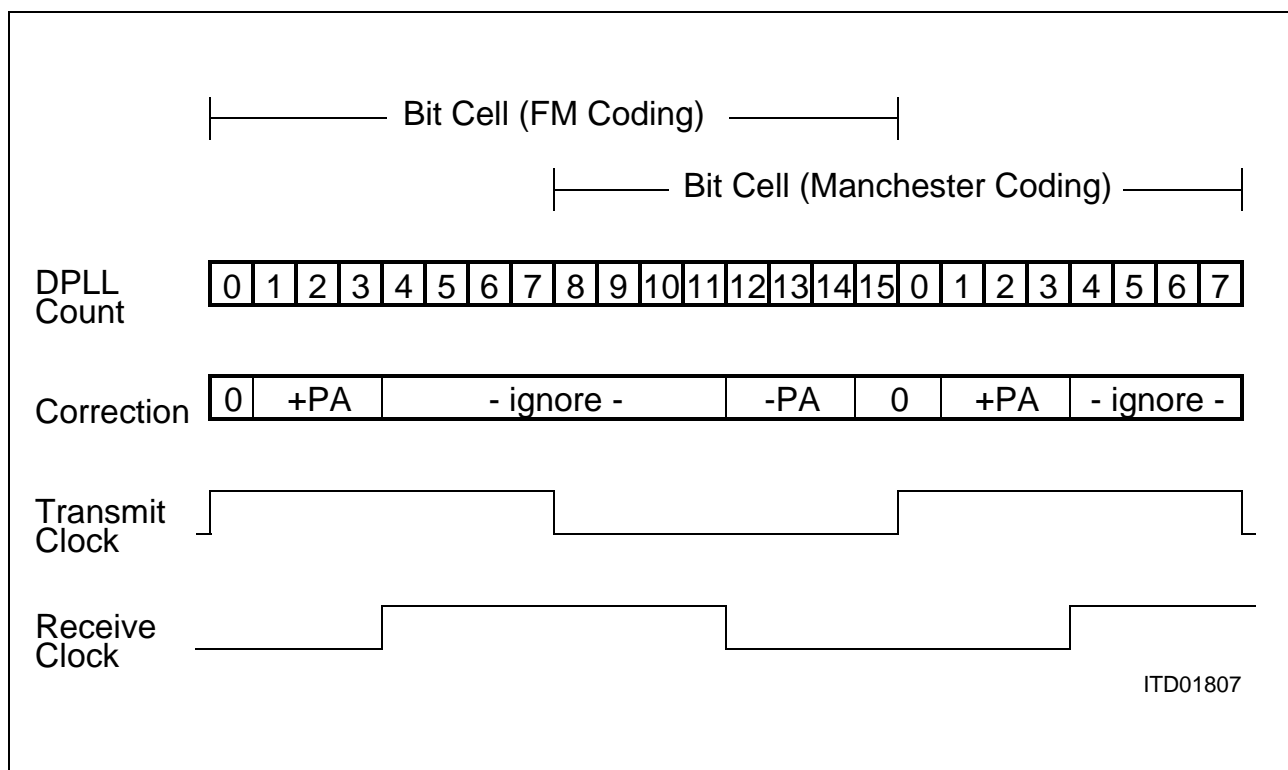 Bit Cell (FM Coding)
Bit Cell (Manchester Coding)
DPLL
Count
0 1 2 3 4 5 6 7 8 9 10 11 12 13 14 15 0 1 2 3 4 5 6 7
Correction 0 +PA - ignore - -PA 0 +PA - ignore -
Transmit
Clock
Receive
Clock
ITD01807